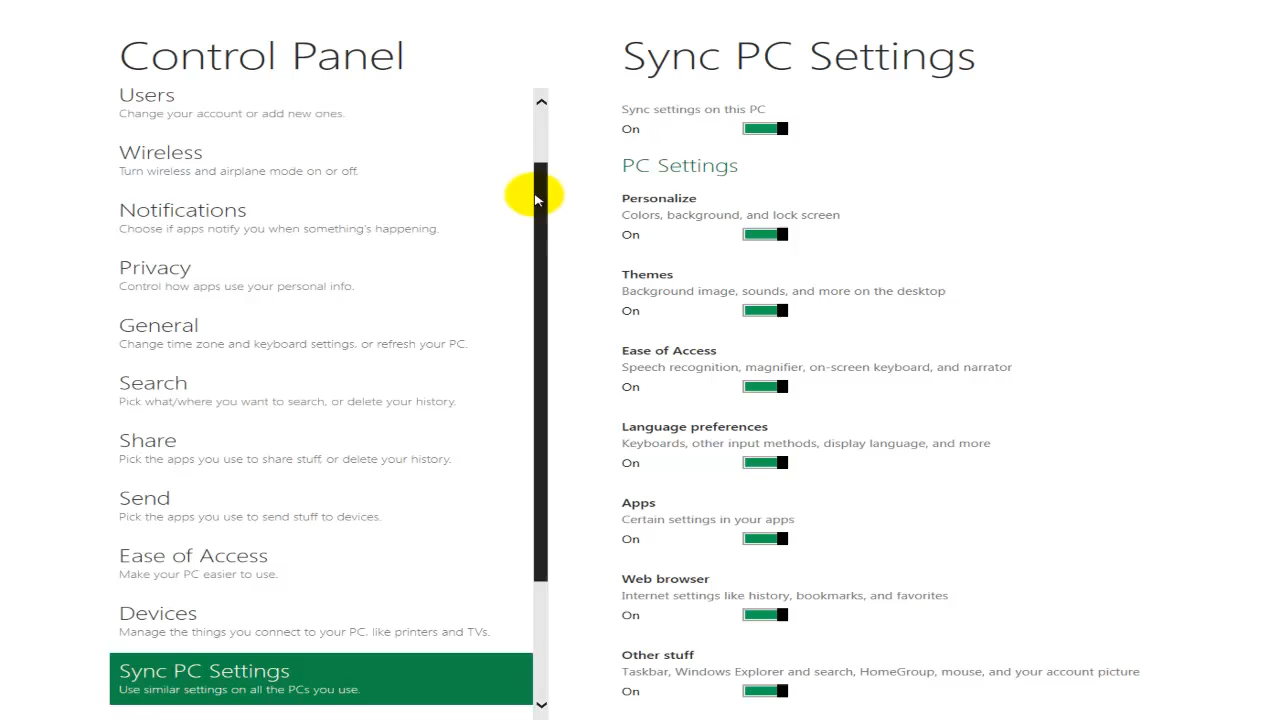 Control Panel
Users
Change your account or add new ones.
Wireless
Turn wireless and airplane mode on or off.
Notifications
Choose if apps notify you when something's happening.
Privacy
Control how apps use your personal info.
General
Change time zone and keyboard settings, or refresh your PC.
Search
Pick what/where you want to search, or delete your history.
Share
Pick the apps you use to share stuff, or delete your history.
Send
Pick the apps you use to send stuff to devices.
Ease of Access
Make your PC easier to use.
Devices
Manage the things you connect to your PC, like printers and TVs.
Sync PC Settings
Use similar settings on all the PCs you use.
Sync PC Settings
Sync settings on this PC
On
PC Settings
Personalize
Colors, background, and lock screen
On
Themes
Background image, sounds, and more on the desktop
On
Ease of Access
Speech recognition, magnifier, on-screen keyboard, and narrator
On
Language preferences
Keyboards, other input methods, display language, and more
On
Apps
Certain settings in your apps
On
Web browser
Internet settings like history, bookmarks, and favorites
On
Other stuff
Taskbar, Windows Explorer and search, HomeGroup, mouse, and your account picture
On